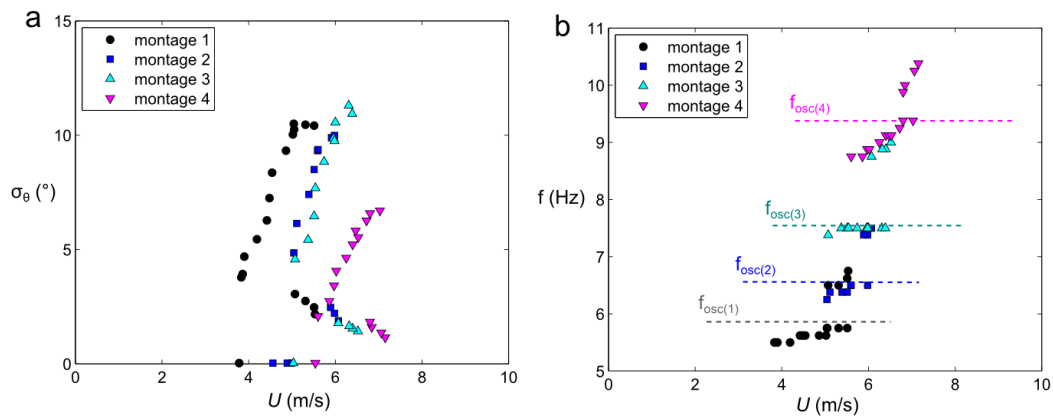 a
15
10
5
0
σθ (°)
montage 1
montage 2
montage 3
montage 4
0
2
4
6
8
10
U (m/s)
b
11
10
9
8
7
6
5
f (Hz)
montage 1
montage 2
montage 3
montage 4
fosc(4)
fosc(3)
fosc(2)
fosc(1)
0
2
4
6
8
10
U (m/s)